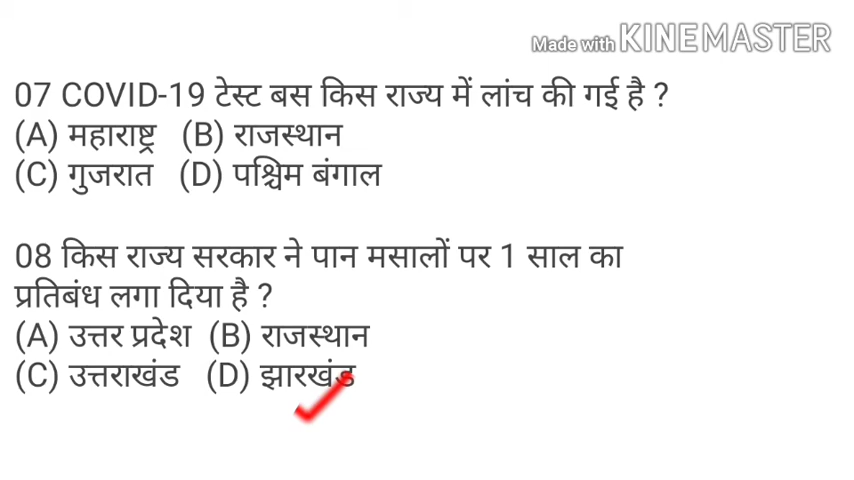 Made with KINEMASTER
07 COVID-19 टेस्ट बस किस राज्य में लांच की गई है ?
(A) महाराष्ट्र (B) राजस्थान
(C) गुजरात (D) पश्चिम बंगाल
08 किस राज्य सरकार ने पान मसालों पर 1 साल का
प्रतिबंध लगा दिया है ?
(A) उत्तर प्रदेश (B) राजस्थान
(C) उत्तराखंड (D) झारखंड